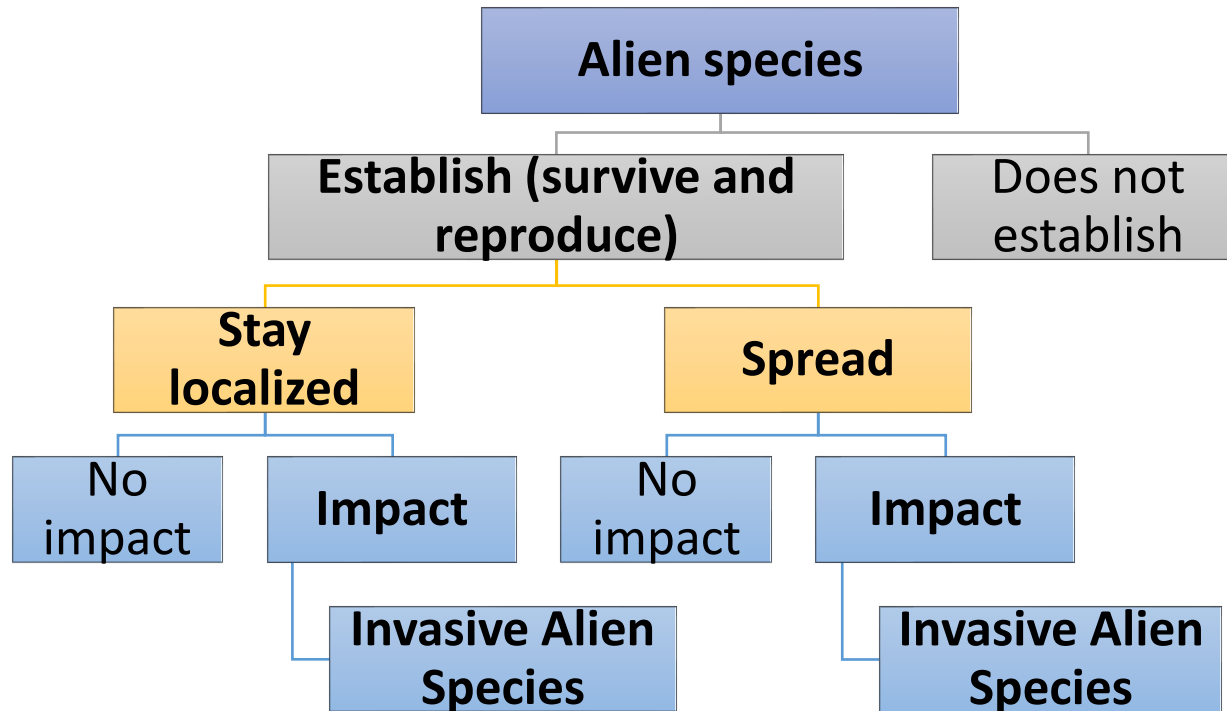 Alien species
Establish (survive and
reproduce)
Does not
establish
Stay
localized
Spread
No
impact
Impact
No
impact
Impact
Invasive Alien
Species
Invasive Alien
Species